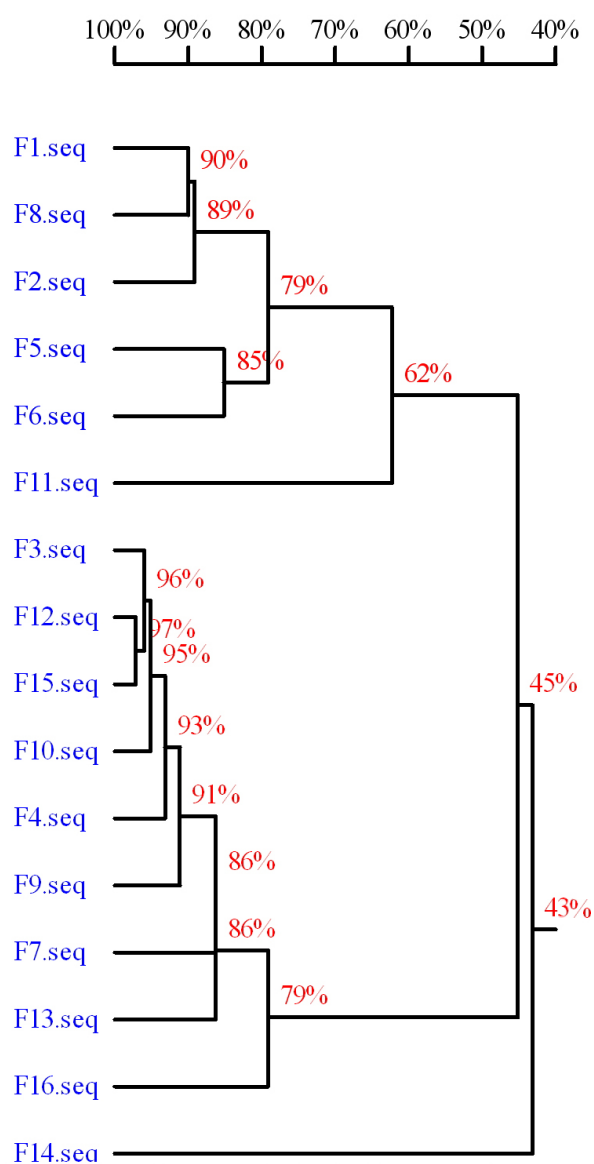 100% 90% 80% 70% 60% 50% 40%
F1.seq
90%
F8.seq
89%
F2.seq
79%
F5.seq
85%
62%
F6.seq
F11.seq
F3.seq
96%
F12.seq
97%
95%
F15.seq
45%
93%
F10.seq
91%
F4.seq
86%
F9.seq
43%
86%
F7.seq
79%
F13.seq
F16.seq
F14.seq